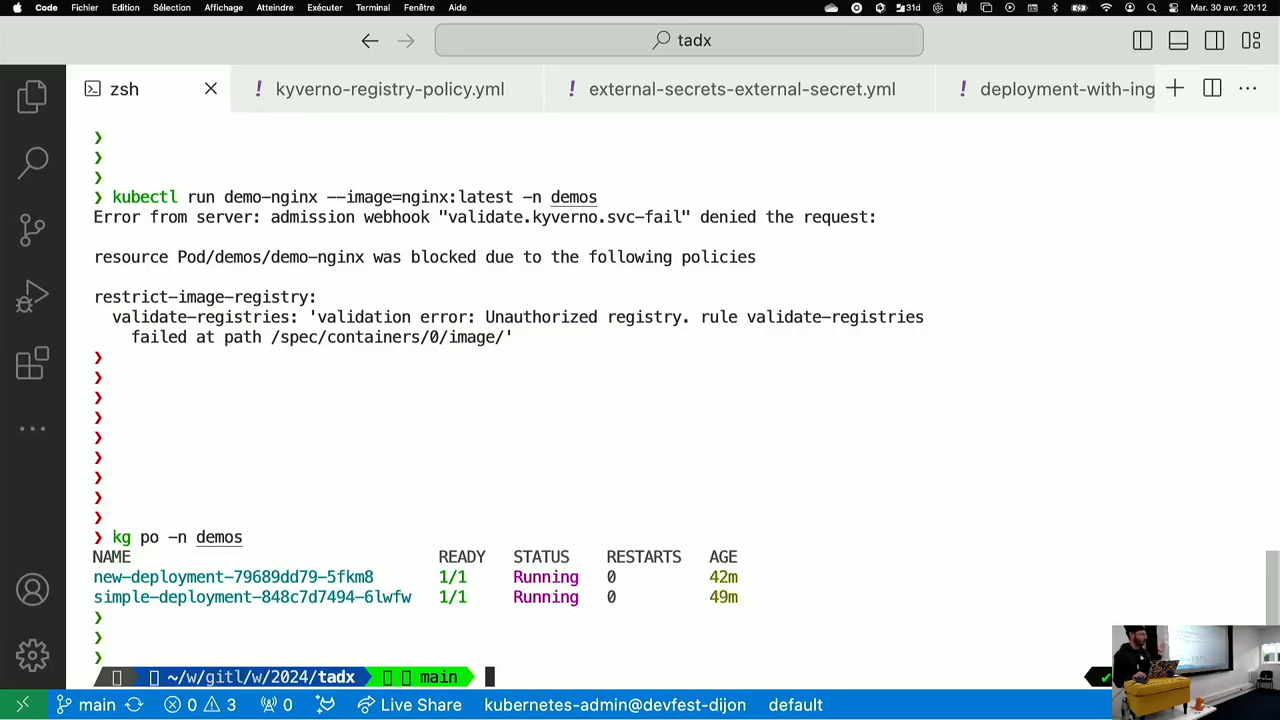 Code Fichier Édition Sélection Affichage Atteindre Exécuter Terminal Fenêtre Aide 31d Mar. 30 avr. 20:12
tadx
zsh kyverno-registry-policy.yml external-secrets-external-secret.yml deployment-with-ing
❯
❯
❯
❯ kubectl run demo-nginx --image=nginx:latest -n demos
Error from server: admission webhook "validate.kyverno.svc-fail" denied the request:
resource Pod/demos/demo-nginx was blocked due to the following policies
restrict-image-registry:
validate-registries: 'validation error: Unauthorized registry. rule validate-registries
failed at path /spec/containers/0/image/'
❯
❯
❯
❯
❯
❯
❯
❯
❯
❯ kg po -n demos
NAME READY STATUS RESTARTS AGE
new-deployment-79689dd79-5fkm8 1/1 Running 0 42m
simple-deployment-848c7d7494-6lwfw 1/1 Running 0 49m
❯
❯
❯
~/w/gitl/w/2024/tadx main
main 0 3 0 Live Share kubernetes-admin@devfest-dijon default